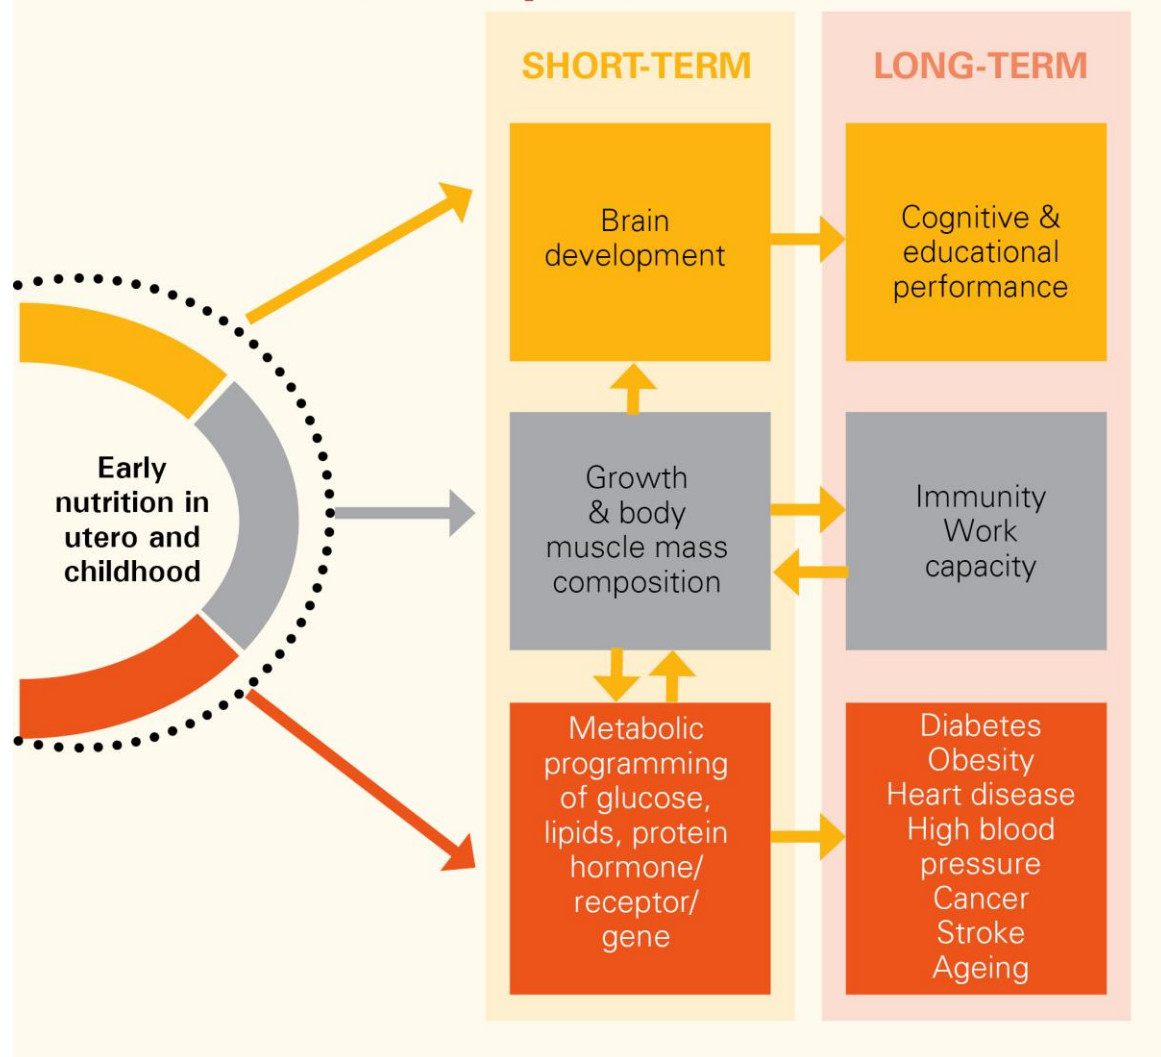 Early
nutrition in
utero and
childhood
SHORT-TERM
LONG-TERM
Brain
development
Cognitive &
educational
performance
Growth
& body
muscle mass
composition
Immunity
Work
capacity
Metabolic
programming
of glucose,
lipids, protein
hormone/
receptor/
gene
Diabetes
Obesity
Heart disease
High blood
pressure
Cancer
Stroke
Ageing